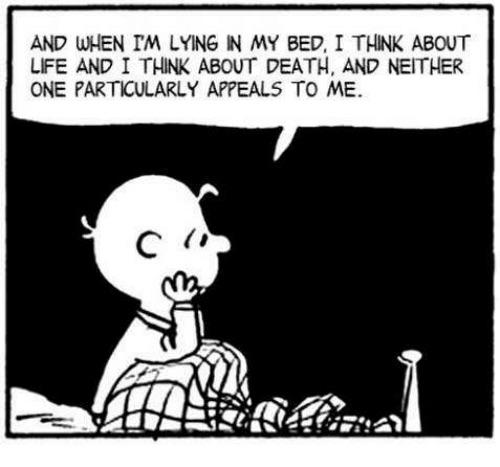 AND WHEN I'M LYING IN MY BED, I THINK ABOUT
LIFE AND I THINK ABOUT DEATH, AND NEITHER
ONE PARTICULARLY APPEALS TO ME.